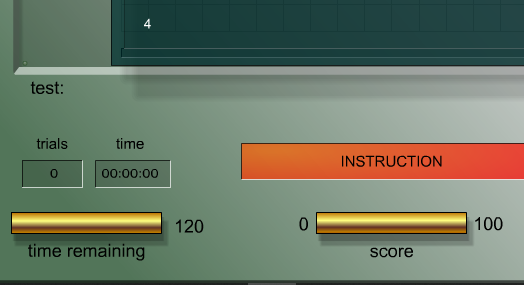 4
test:
trials time
0 00:00:00
INSTRUCTION
120 0 100
time remaining score